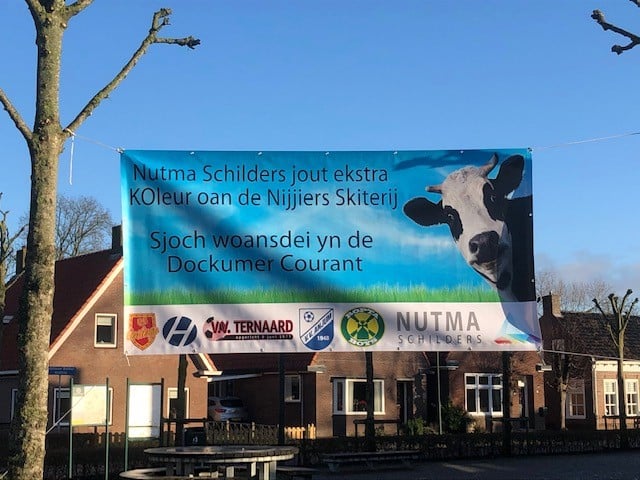 Nutma Schilders jout ekstra
KOleur oan de Nijjiers Skiterij
Sjoch woansdei yn de
Dockumer Courant
V.V. TERNAARD
NUTMA
SCHILDERS